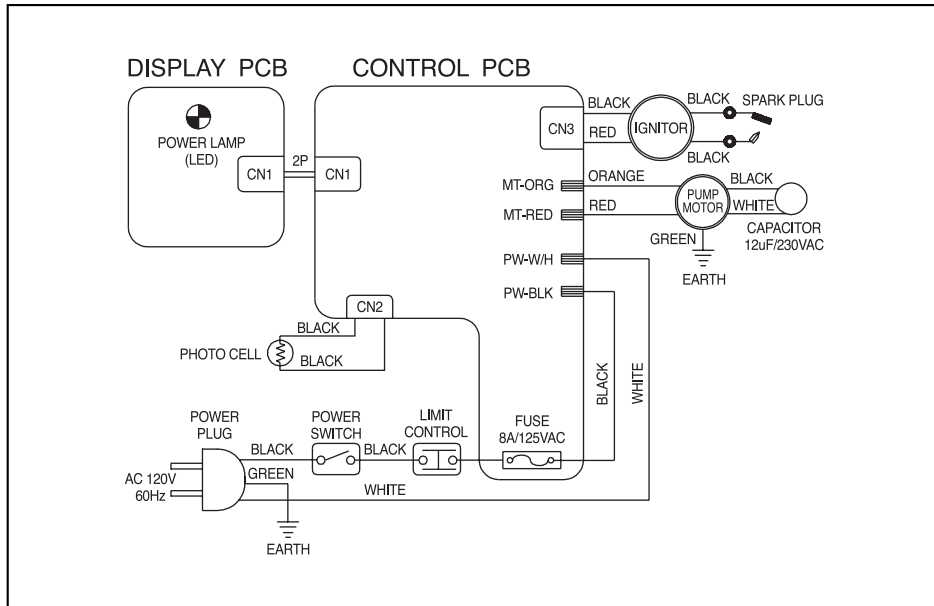 DISPLAY PCB
CONTROL PCB
POWER LAMP
(LED)
CN1
2P
CN1
CN3
BLACK
RED
IGNITOR
BLACK
SPARK PLUG
BLACK
MT-ORG
ORANGE
MT-RED
RED
PUMP
MOTOR
BLACK
WHITE
CAPACITOR
12uF/230VAC
GREEN
EARTH
PW-W/H
PW-BLK
CN2
BLACK
PHOTO CELL
BLACK
BLACK
WHITE
POWER
PLUG
POWER
SWITCH
LIMIT
CONTROL
FUSE
8A/125VAC
BLACK
BLACK
AC 120V
60Hz
GREEN
WHITE
EARTH